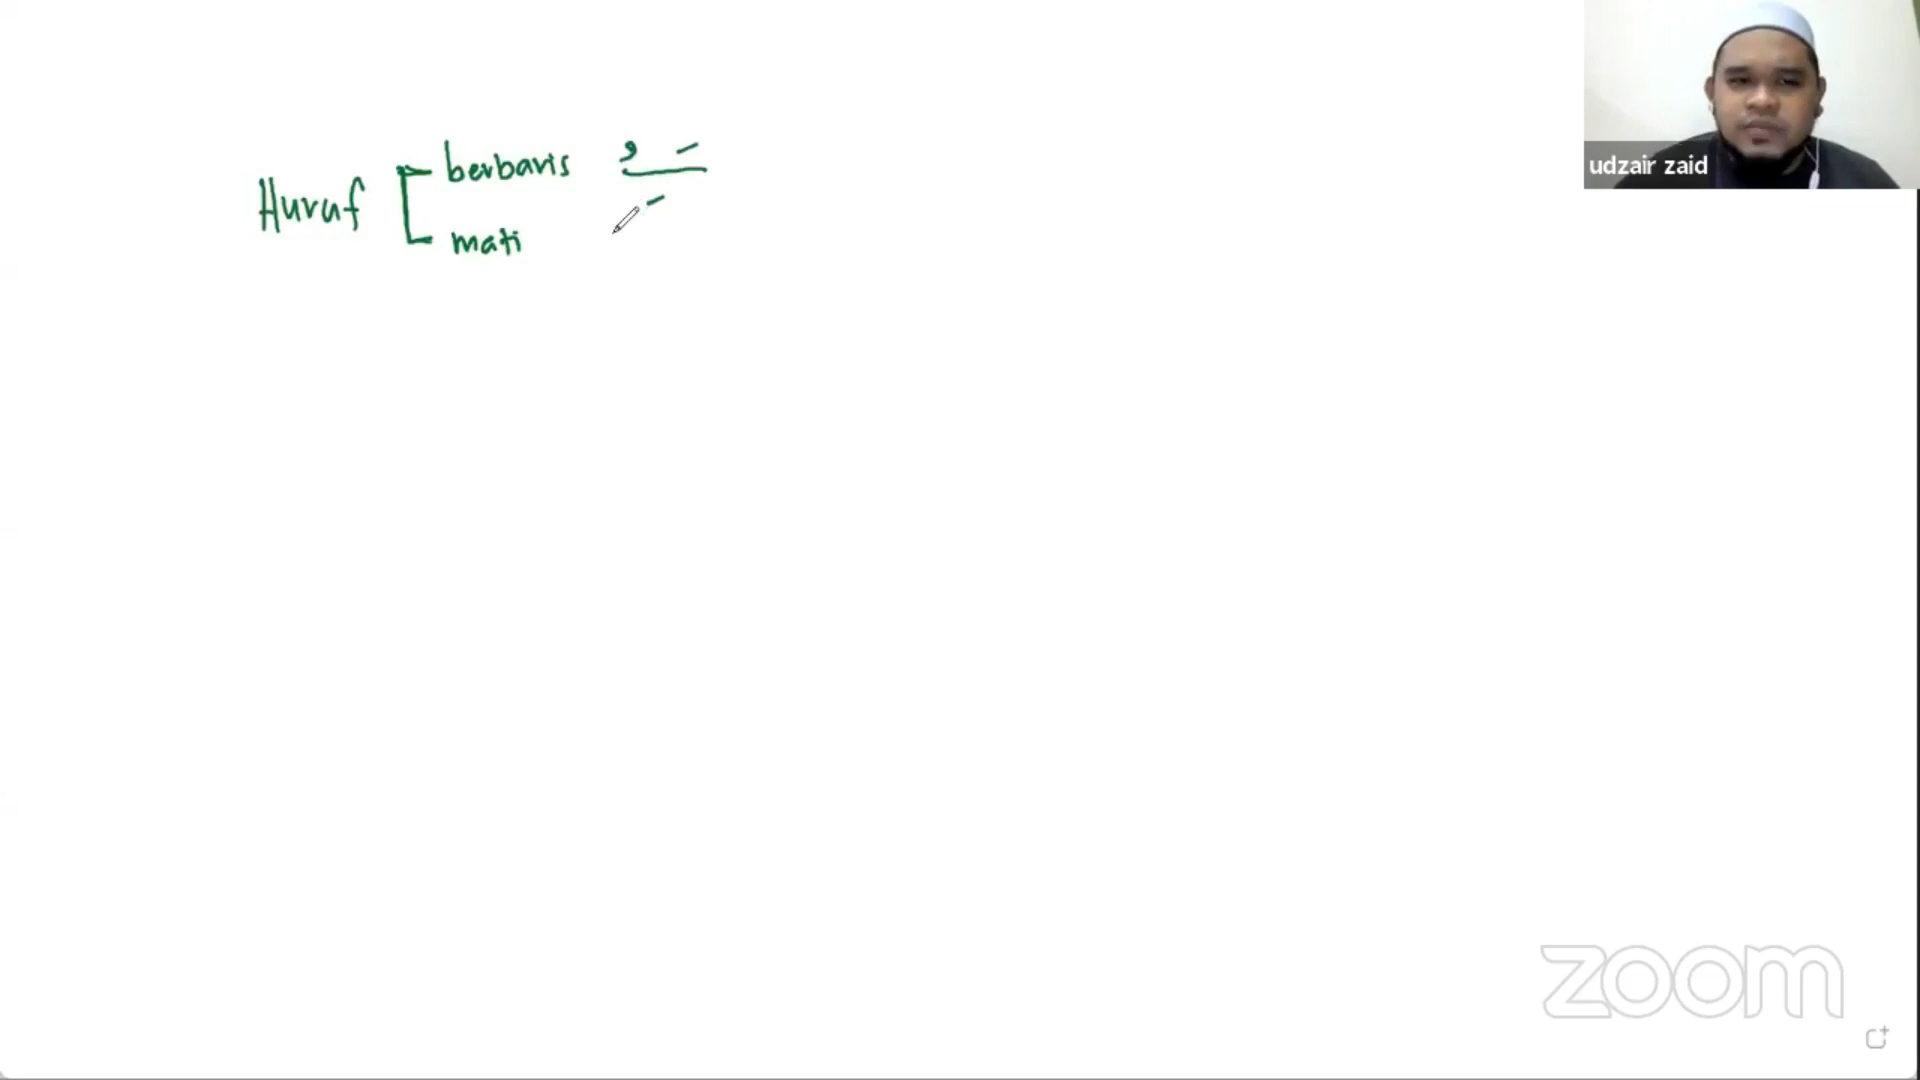 Huruf
berbaris ُ َ ِ
mati
udzair zaid
zoom